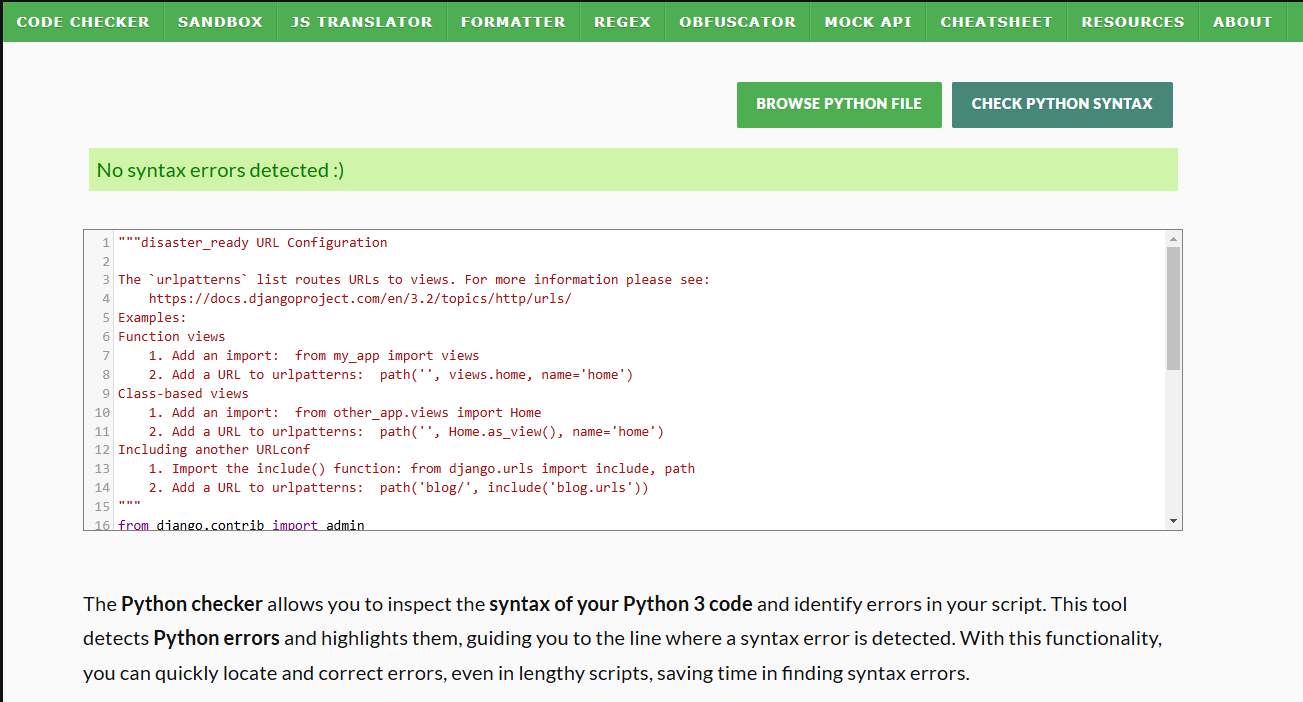 CODE CHECKER SANDBOX JS TRANSLATOR FORMATTER REGEX OBFUSCATOR MOCK API CHEATSHEET RESOURCES ABOUT
BROWSE PYTHON FILE CHECK PYTHON SYNTAX
No syntax errors detected :)
1 """disaster_ready URL Configuration
2
3 The `urlpatterns` list routes URLs to views. For more information please see:
4     https://docs.djangoproject.com/en/3.2/topics/http/urls/
5 Examples:
6 Function views
7     1. Add an import:  from my_app import views
8     2. Add a URL to urlpatterns:  path('', views.home, name='home')
9 Class-based views
10     1. Add an import:  from other_app.views import Home
11     2. Add a URL to urlpatterns:  path('', Home.as_view(), name='home')
12 Including another URLconf
13     1. Import the include() function: from django.urls import include, path
14     2. Add a URL to urlpatterns:  path('blog/', include('blog.urls'))
15 """
16 from django.contrib import admin
The Python checker allows you to inspect the syntax of your Python 3 code and identify errors in your script. This tool
detects Python errors and highlights them, guiding you to the line where a syntax error is detected. With this functionality,
you can quickly locate and correct errors, even in lengthy scripts, saving time in finding syntax errors.